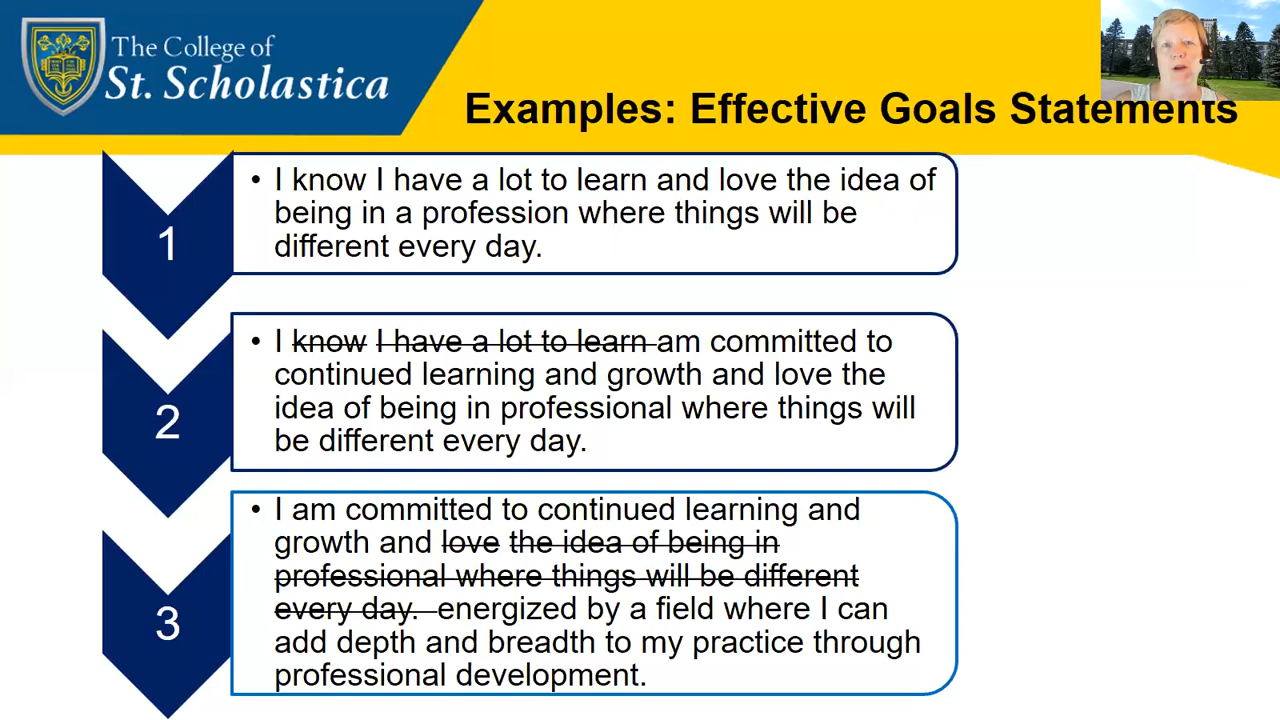 The College of
St. Scholastica
Examples: Effective Goals Statements
1
• I know I have a lot to learn and love the idea of
being in a profession where things will be
different every day.
2
• I know I have a lot to learn am committed to
continued learning and growth and love the
idea of being in professional where things will
be different every day.
3
• I am committed to continued learning and
growth and love the idea of being in
professional where things will be different
every day. energized by a field where I can
add depth and breadth to my practice through
professional development.